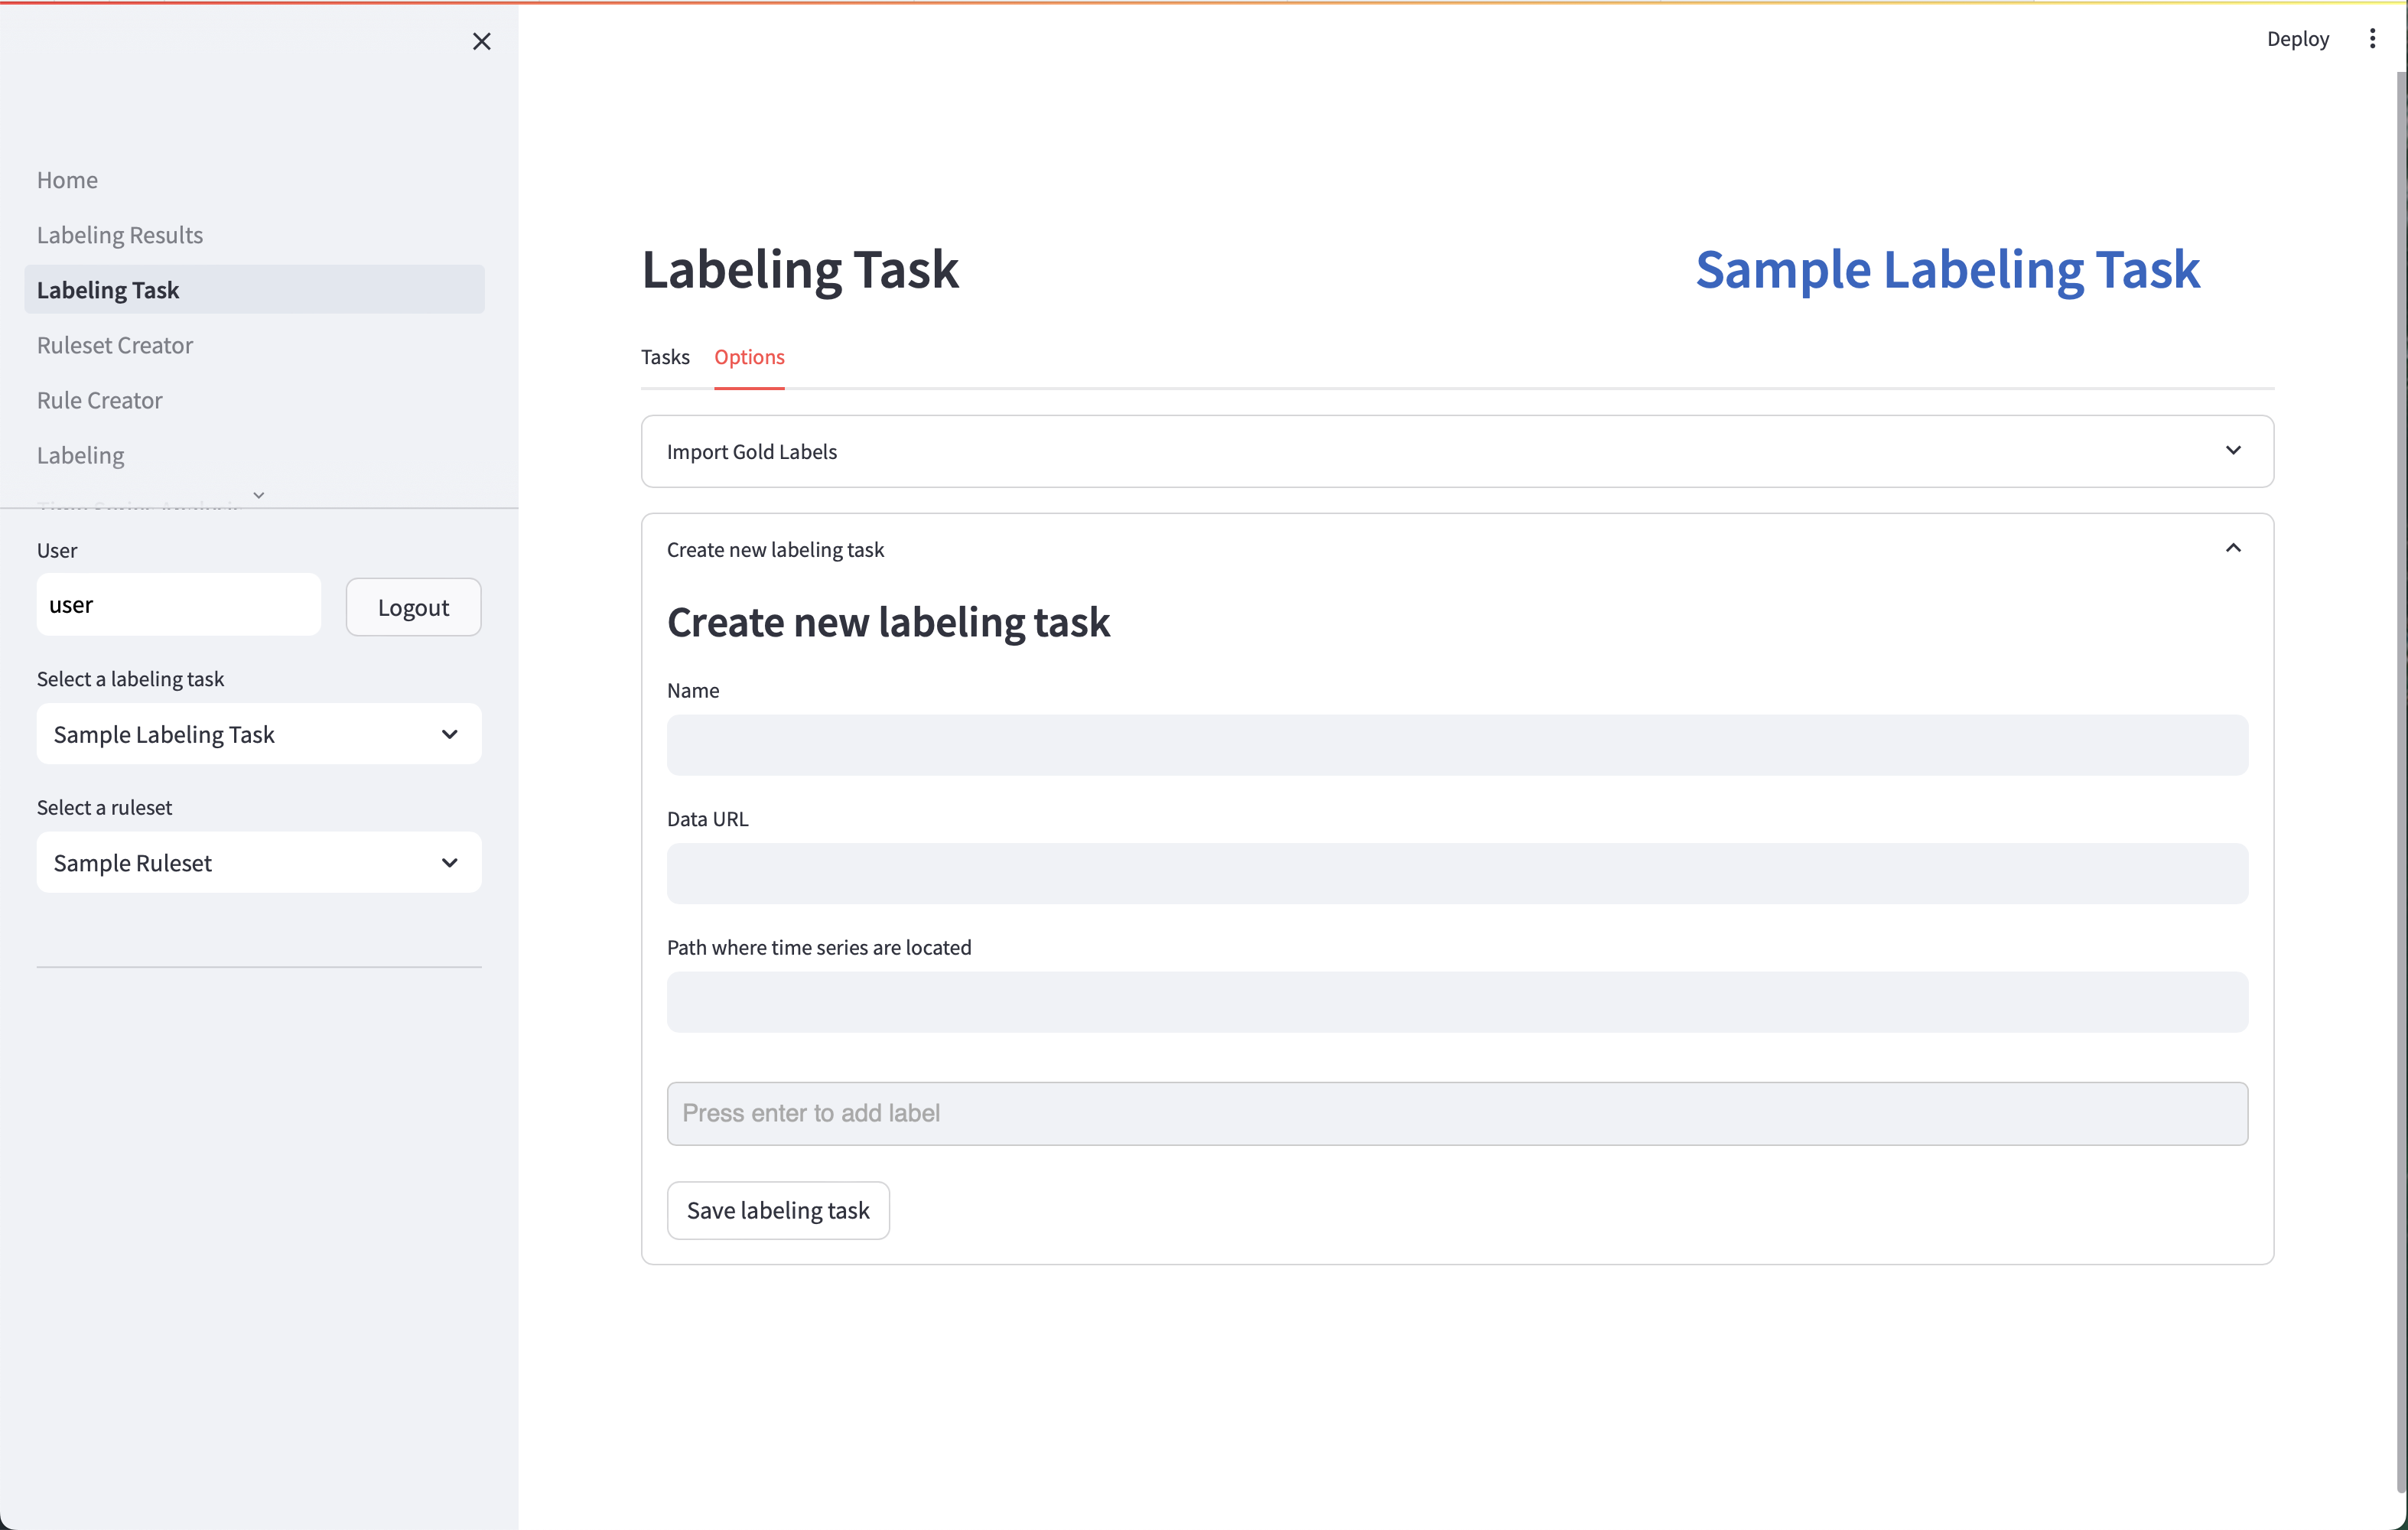 Deploy
Home
Labeling Results
Labeling Task
Ruleset Creator
Rule Creator
Labeling
User
user
Logout
Select a labeling task
Sample Labeling Task
Select a ruleset
Sample Ruleset
Labeling Task
Sample Labeling Task
Tasks Options
Import Gold Labels
Create new labeling task
Create new labeling task
Name
Data URL
Path where time series are located
Press enter to add label
Save labeling task